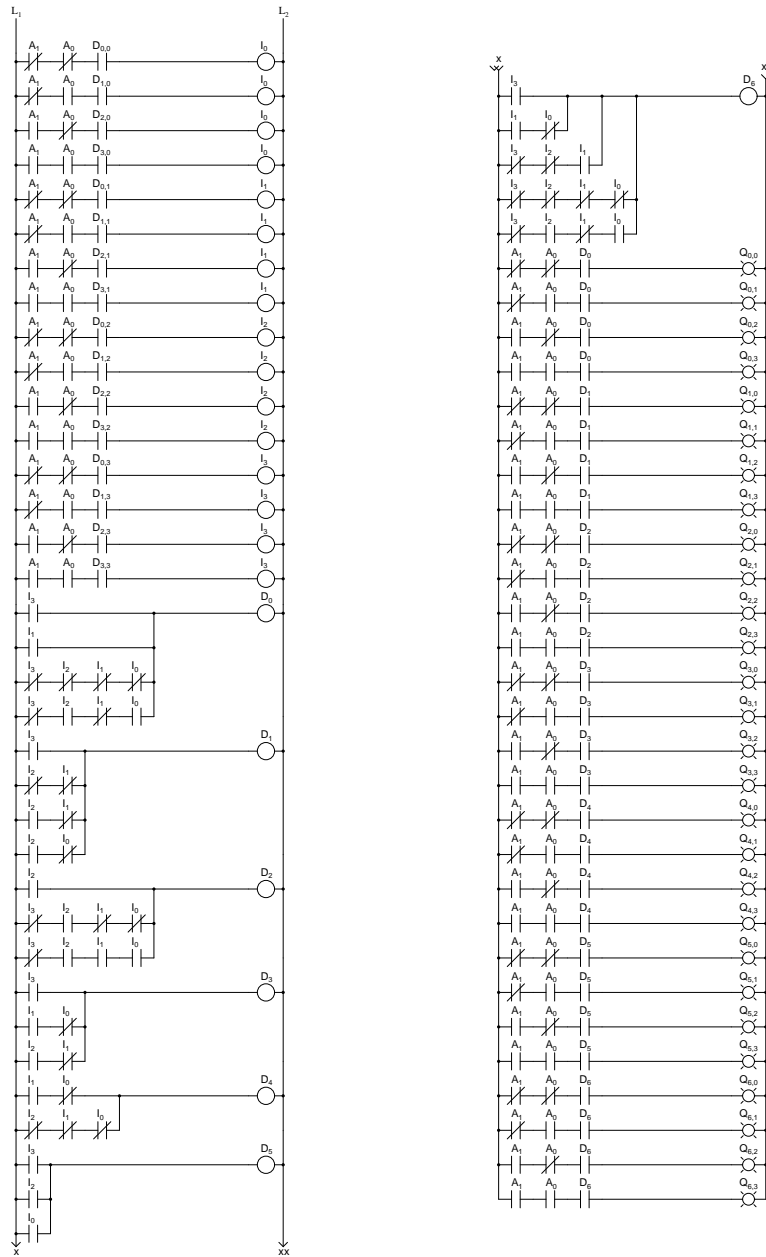 L₁ L₂
A₁ A₀ D₀,₀ I₀
A₁ A₀ D₁,₀ I₀
A₁ A₀ D₂,₀ I₀
A₁ A₀ D₃,₀ I₀
A₁ A₀ D₀,₁ I₁
A₁ A₀ D₁,₁ I₁
A₁ A₀ D₂,₁ I₁
A₁ A₀ D₃,₁ I₁
A₁ A₀ D₀,₂ I₂
A₁ A₀ D₁,₂ I₂
A₁ A₀ D₂,₂ I₂
A₁ A₀ D₃,₂ I₂
A₁ A₀ D₀,₃ I₃
A₁ A₀ D₁,₃ I₃
A₁ A₀ D₂,₃ I₃
A₁ A₀ D₃,₃ I₃
I₃ D₀
I₁
I₃ I₂ I₁ I₀
I₃ I₂ I₁ I₀
I₃ D₁
I₂ I₁
I₂ I₁
I₂ I₀
I₂ D₂
I₃ I₂ I₁ I₀
I₃ I₂ I₁ I₀
I₃ D₃
I₁ I₀
I₂ I₁
I₁ I₀ D₄
I₂ I₁ I₀
I₃ D₅
I₂
I₀
x xx
x x
I₃ D₆
I₁ I₀
I₃ I₂ I₁
I₃ I₂ I₁ I₀
I₃ I₂ I₁ I₀
A₁ A₀ D₀ Q₀,₀
A₁ A₀ D₀ Q₀,₁
A₁ A₀ D₀ Q₀,₂
A₁ A₀ D₀ Q₀,₃
A₁ A₀ D₁ Q₁,₀
A₁ A₀ D₁ Q₁,₁
A₁ A₀ D₁ Q₁,₂
A₁ A₀ D₁ Q₁,₃
A₁ A₀ D₂ Q₂,₀
A₁ A₀ D₂ Q₂,₁
A₁ A₀ D₂ Q₂,₂
A₁ A₀ D₂ Q₂,₃
A₁ A₀ D₃ Q₃,₀
A₁ A₀ D₃ Q₃,₁
A₁ A₀ D₃ Q₃,₂
A₁ A₀ D₃ Q₃,₃
A₁ A₀ D₄ Q₄,₀
A₁ A₀ D₄ Q₄,₁
A₁ A₀ D₄ Q₄,₂
A₁ A₀ D₄ Q₄,₃
A₁ A₀ D₅ Q₅,₀
A₁ A₀ D₅ Q₅,₁
A₁ A₀ D₅ Q₅,₂
A₁ A₀ D₅ Q₅,₃
A₁ A₀ D₆ Q₆,₀
A₁ A₀ D₆ Q₆,₁
A₁ A₀ D₆ Q₆,₂
A₁ A₀ D₆ Q₆,₃